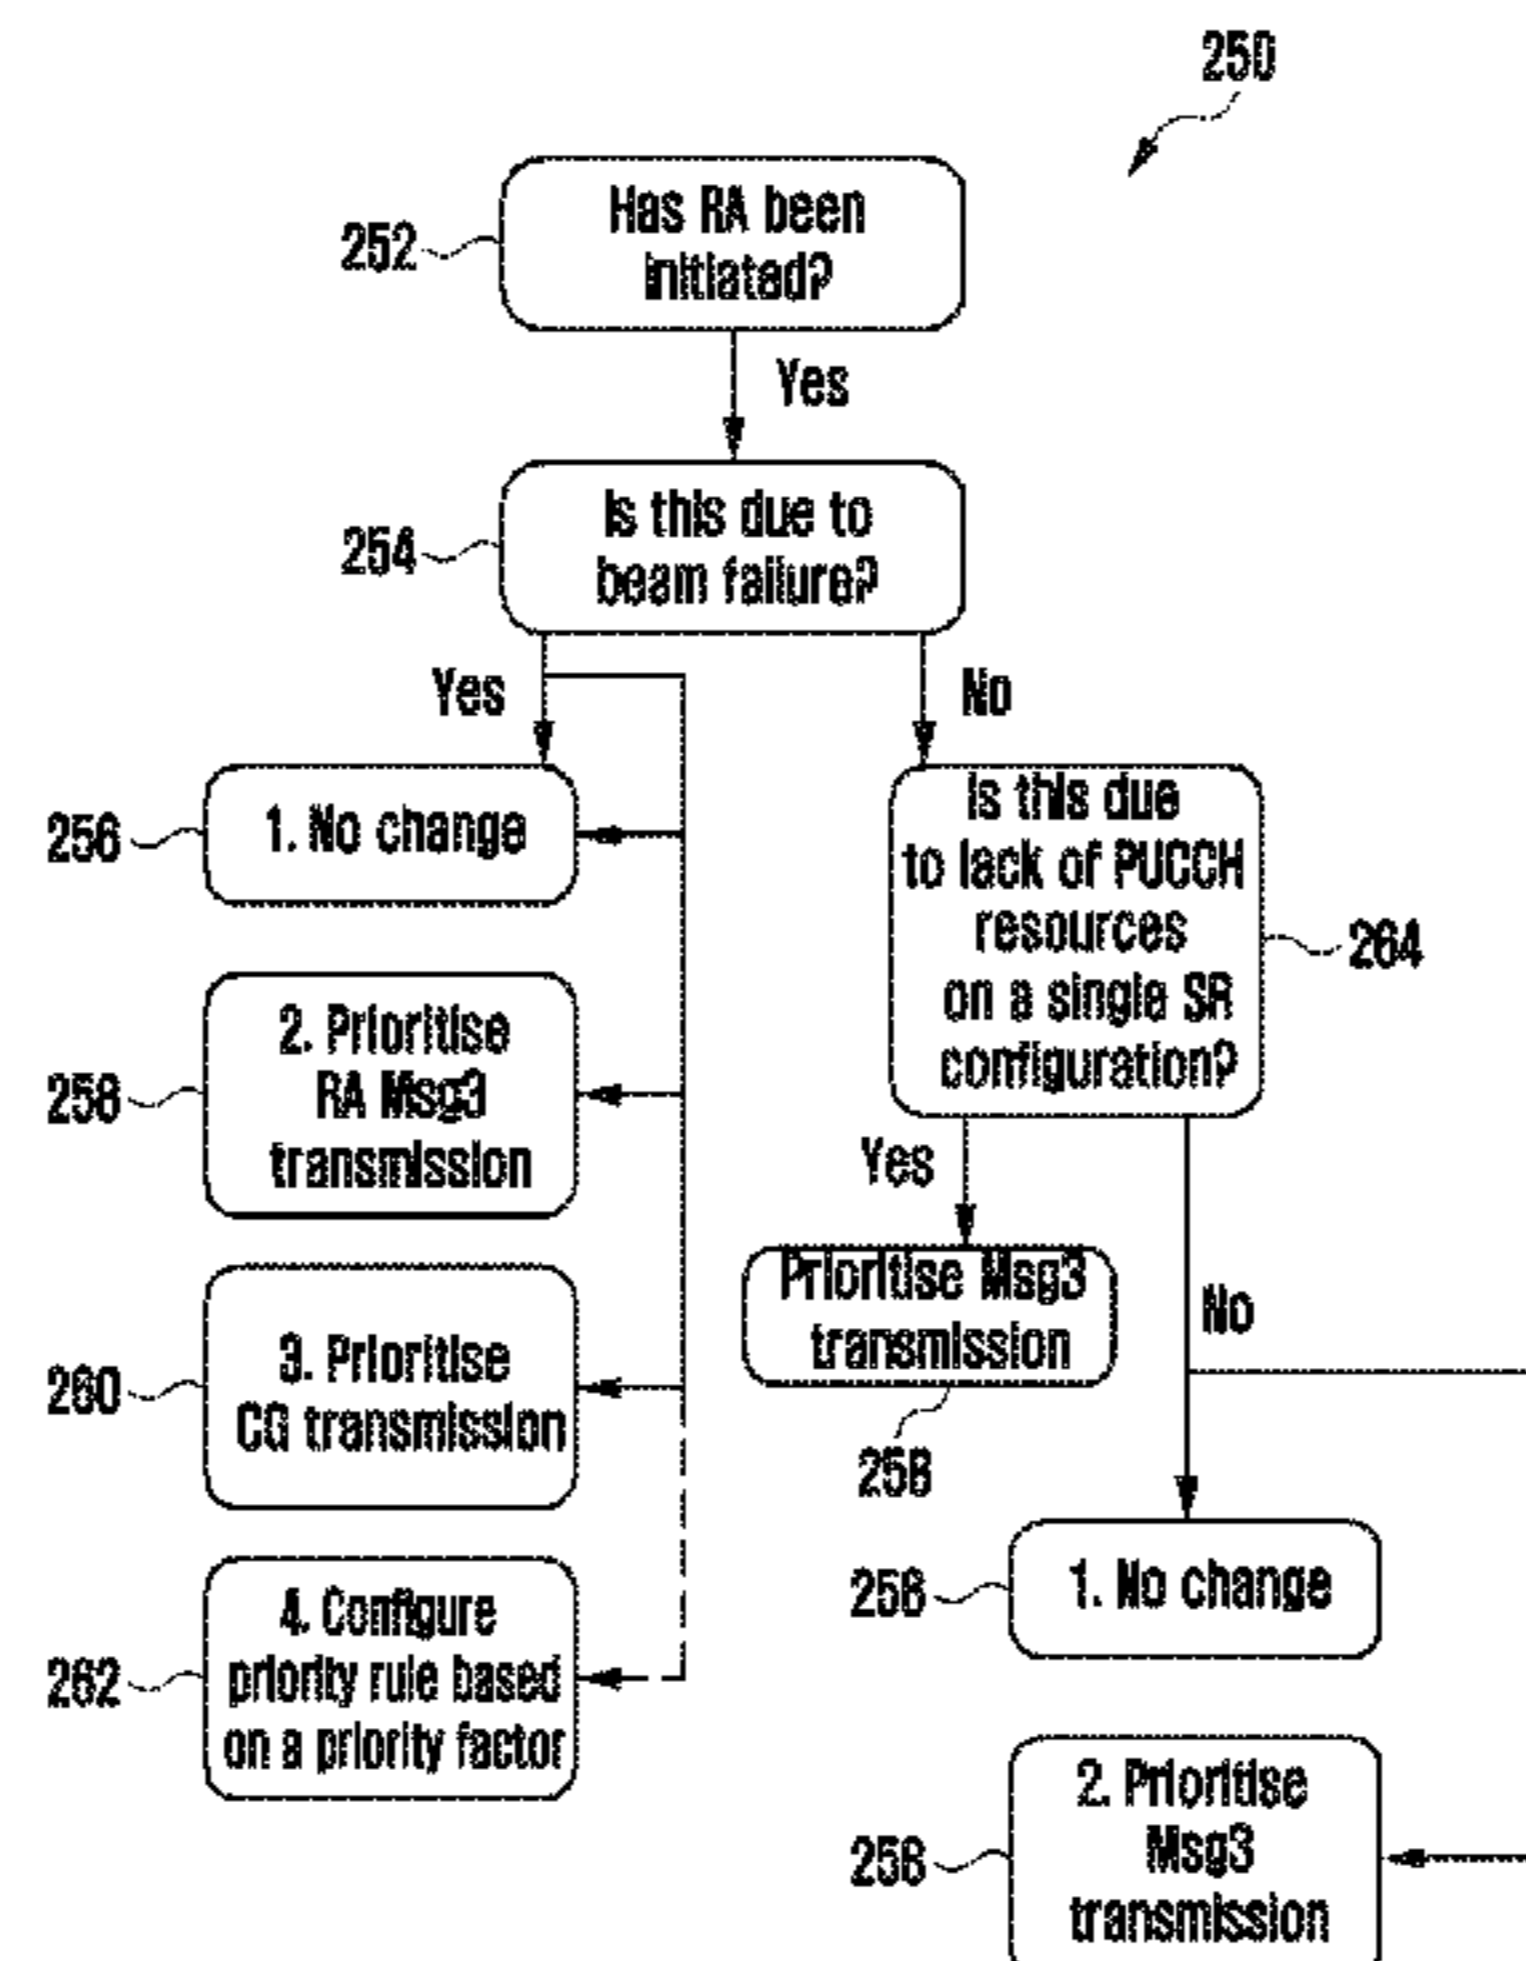 250
252
Has RA been
initiated?
Yes
254
Is this due to
beam failure?
Yes
No
256
1. No change
Is this due
to lack of PUCCH
resources
on a single SR
configuration?
264
258
2. Prioritise
RA Msg3
transmission
Yes
Prioritise Msg3
transmission
258
No
260
3. Prioritise
CG transmission
262
4. Configure
priority rule based
on a priority factor
256
1. No change
258
2. Prioritise
Msg3
transmission